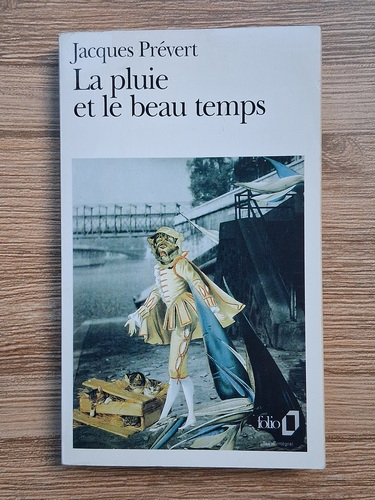 Jacques Prévert
La pluie
et le beau temps
folio